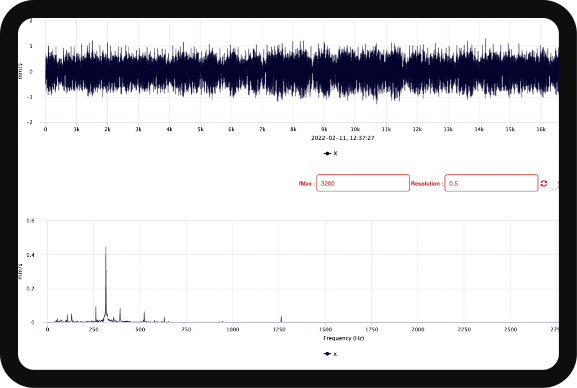 2
1
0
-1
-2
mm/s
0 1k 2k 3k 4k 5k 6k 7k 8k 9k 10k 11k 12k 13k 14k 15k 16k
2022-02-11, 12:37:27
X
fMax : 3200 Resolution : 0.5
0.6
0.4
0.2
0
mm/s
0 250 500 750 1000 1250 1500 1750 2000 2250 2500 275
Frequency (Hz)
X